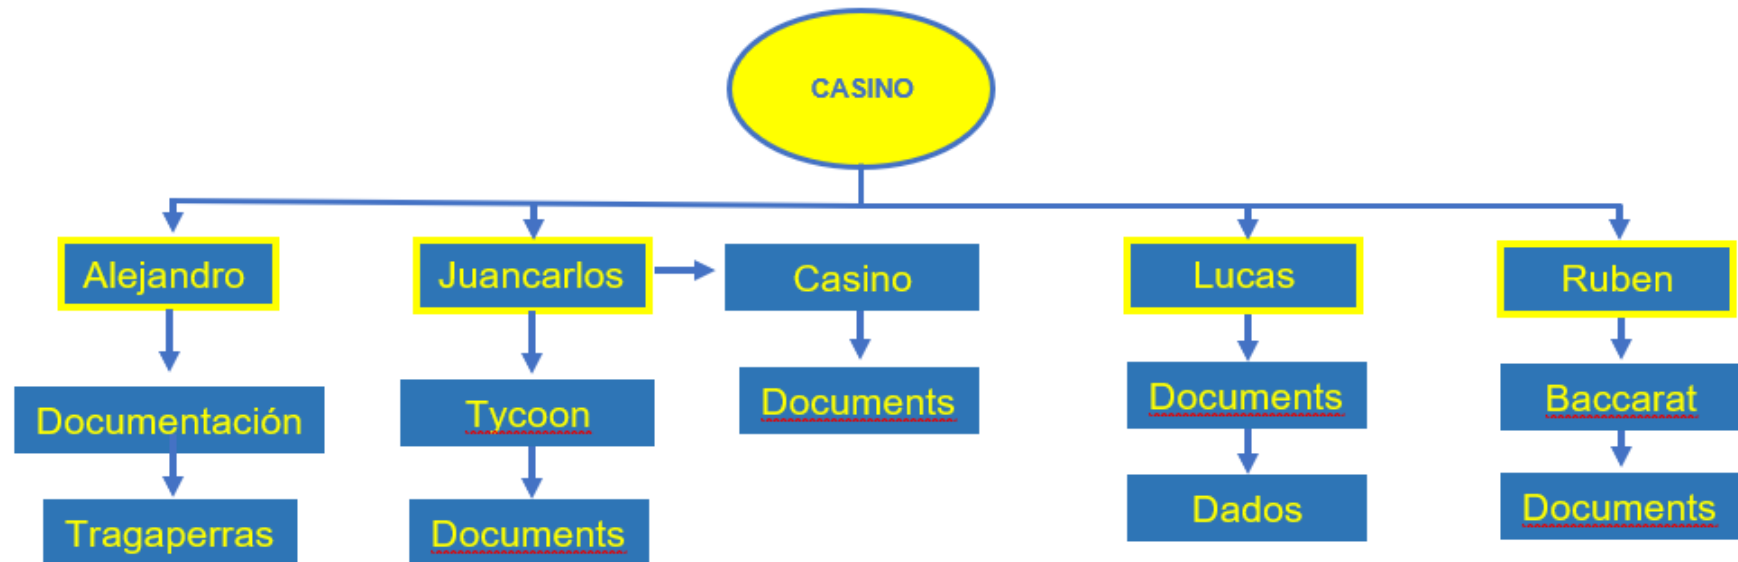 CASINO
Alejandro
Juancarlos
Casino
Lucas
Ruben
Documentación
Tycoon
Documents
Documents
Baccarat
Tragaperras
Documents
Dados
Documents